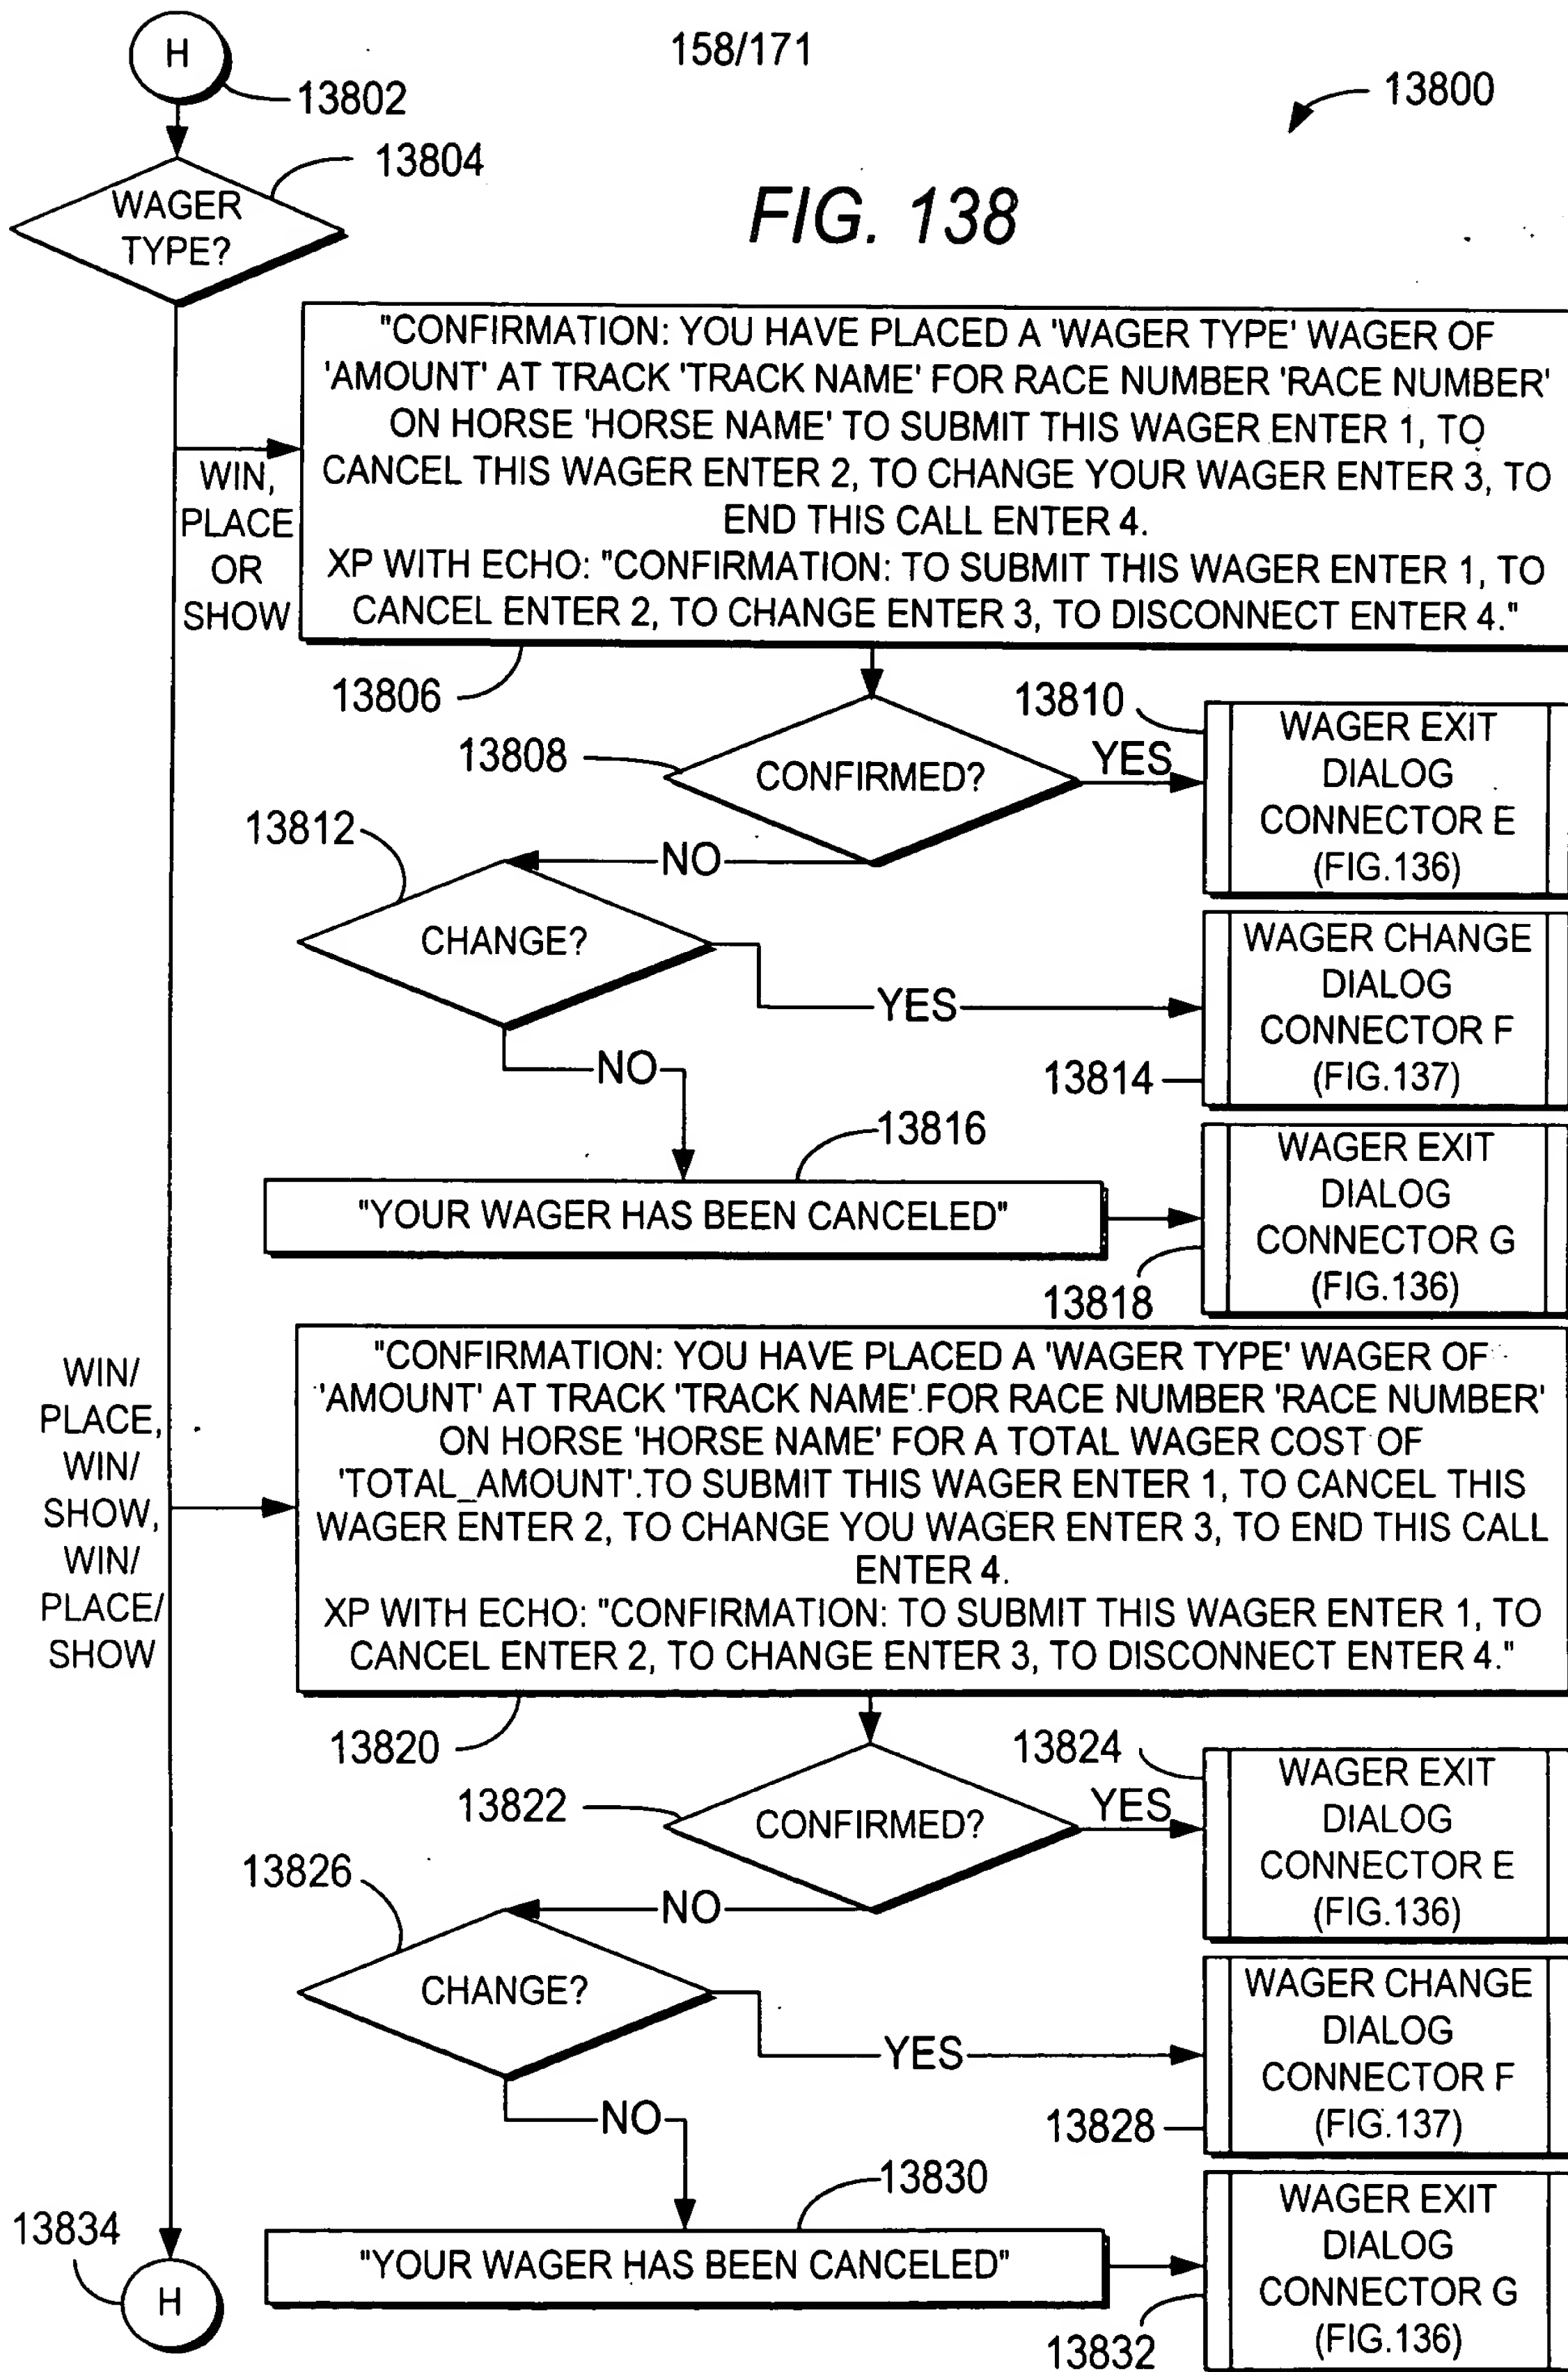 158/171
13800
H
13802
13804
WAGER
TYPE?
FIG. 138
WIN,
PLACE
OR
SHOW
"CONFIRMATION: YOU HAVE PLACED A 'WAGER TYPE' WAGER OF
'AMOUNT' AT TRACK 'TRACK NAME' FOR RACE NUMBER 'RACE NUMBER'
ON HORSE 'HORSE NAME' TO SUBMIT THIS WAGER ENTER 1, TO
CANCEL THIS WAGER ENTER 2, TO CHANGE YOUR WAGER ENTER 3, TO
END THIS CALL ENTER 4.
XP WITH ECHO: "CONFIRMATION: TO SUBMIT THIS WAGER ENTER 1, TO
CANCEL ENTER 2, TO CHANGE ENTER 3, TO DISCONNECT ENTER 4."
13806
13808
CONFIRMED?
YES
13810
WAGER EXIT
DIALOG
CONNECTOR E
(FIG.136)
NO
13812
CHANGE?
YES
WAGER CHANGE
DIALOG
CONNECTOR F
(FIG.137)
13814
NO
13816
"YOUR WAGER HAS BEEN CANCELED"
WAGER EXIT
DIALOG
CONNECTOR G
(FIG.136)
13818
WIN/
PLACE,
WIN/
SHOW,
WIN/
PLACE/
SHOW
"CONFIRMATION: YOU HAVE PLACED A 'WAGER TYPE' WAGER OF
'AMOUNT' AT TRACK 'TRACK NAME' FOR RACE NUMBER 'RACE NUMBER'
ON HORSE 'HORSE NAME' FOR A TOTAL WAGER COST OF
'TOTAL_AMOUNT'.TO SUBMIT THIS WAGER ENTER 1, TO CANCEL THIS
WAGER ENTER 2, TO CHANGE YOU WAGER ENTER 3, TO END THIS CALL
ENTER 4.
XP WITH ECHO: "CONFIRMATION: TO SUBMIT THIS WAGER ENTER 1, TO
CANCEL ENTER 2, TO CHANGE ENTER 3, TO DISCONNECT ENTER 4."
13820
13822
CONFIRMED?
YES
13824
WAGER EXIT
DIALOG
CONNECTOR E
(FIG.136)
NO
13826
CHANGE?
YES
WAGER CHANGE
DIALOG
CONNECTOR F
(FIG.137)
13828
NO
13830
"YOUR WAGER HAS BEEN CANCELED"
WAGER EXIT
DIALOG
CONNECTOR G
(FIG.136)
13832
13834
H